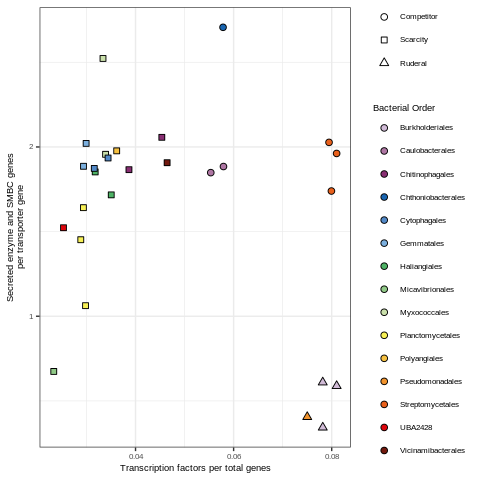 Competitor
Scarcity
Ruderal
Bacterial Order
Burkholderiales
Caulobacterales
Chitinophagales
Chthoniobacterales
Cytophagales
Gemmatales
Haliangiales
Micavibrionales
Myxococcales
Planctomycetales
Polyangiales
Pseudomonadales
Streptomycetales
UBA2428
Vicinamibacterales
Secreted enzyme and SMBC genes
per transporter gene
2
1
0.04
0.06
0.08
Transcription factors per total genes